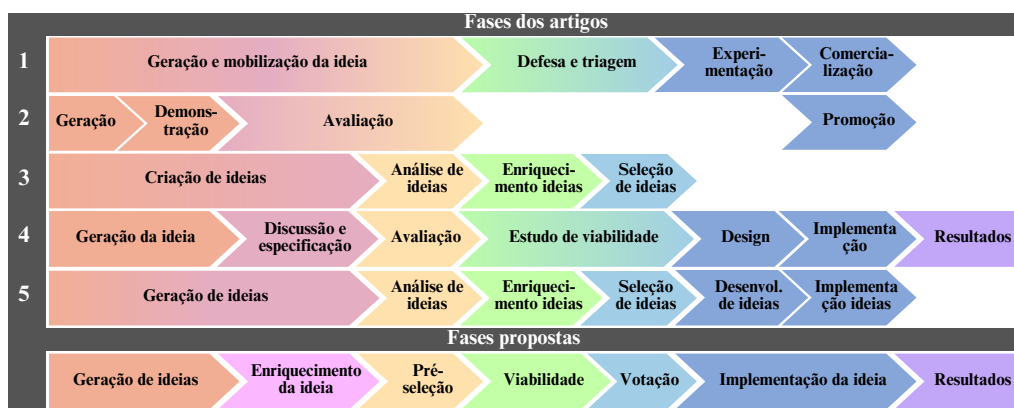 Fases dos artigos
1
Geração e mobilização da ideia
Defesa e triagem
Experi-
mentação
Comercia-
lização
2
Geração
Demons-
tração
Avaliação
Promoção
3
Criação de ideias
Análise de
ideias
Enriqueci-
mento ideias
Seleção
de ideias
4
Geração da ideia
Discussão e
especificação
Avaliação
Estudo de viabilidade
Design
Implementa
ção
Resultados
5
Geração de ideias
Análise de
ideias
Enriqueci-
mento ideias
Seleção
de ideias
Desenvol.
de ideias
Implementa
ção ideias
Fases propostas
Geração de ideias
Enriquecimento
da ideia
Pré-
seleção
Viabilidade
Votação
Implementação da ideia
Resultados